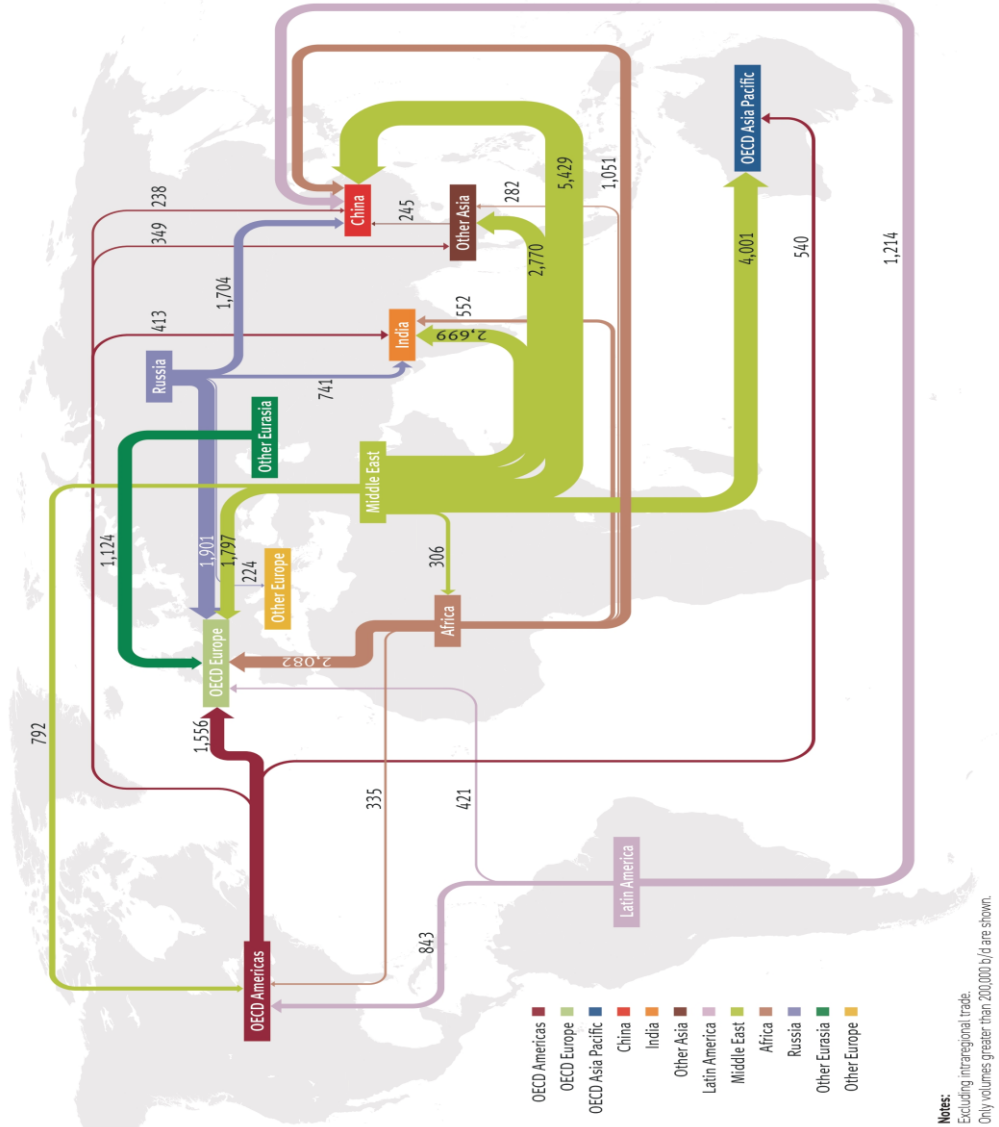 792
1,124
413
349
238
Russia
1,704
1,901
1,797
224
741
Other Eurasia
Other Europe
OECD Europe
1,556
OECD Americas
Middle East
India
2,699
552
China
245
Other Asia
282
2,770
5,429
1,051
306
Africa
2,082
335
421
843
Latin America
OECD Asia Pacific
4,001
540
1,214
OECD Americas
OECD Europe
OECD Asia Pacific
China
India
Other Asia
Latin America
Middle East
Africa
Russia
Other Eurasia
Other Europe
Notes:
Excluding intraregional trade.
Only volumes greater than 200,000 b/d are shown.